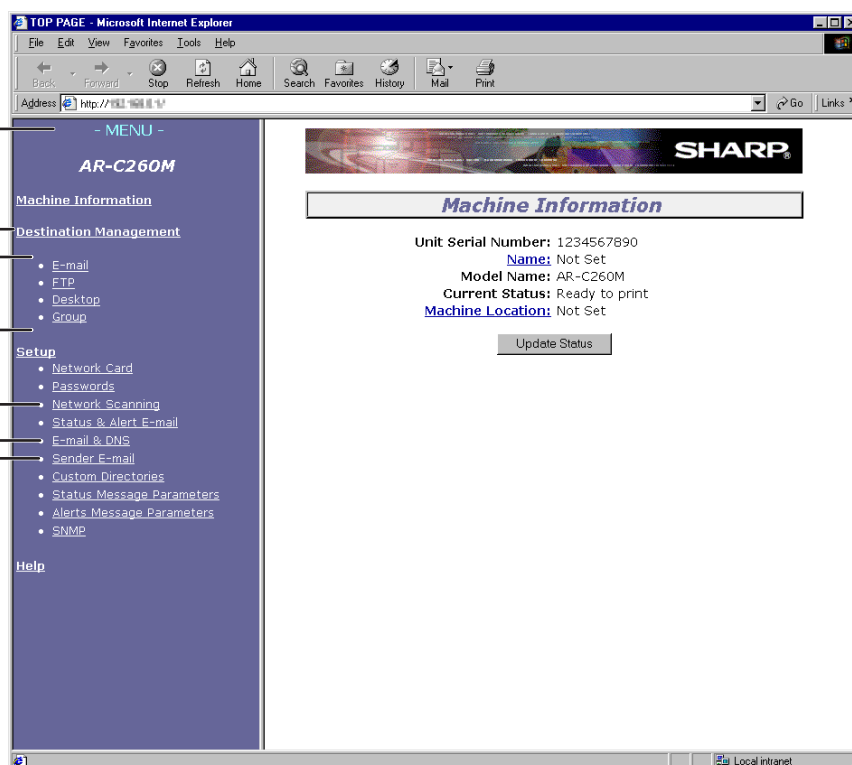 TOP PAGE - Microsoft Internet Explorer
File Edit View Favorites Tools Help
Back Forward Stop Refresh Home Search Favorites History Mail Print
Address http:// Go Links
- MENU -
AR-C260M
Machine Information
Destination Management
E-mail
FTP
Desktop
Group
Setup
Network Card
Passwords
Network Scanning
Status & Alert E-mail
E-mail & DNS
Sender E-mail
Custom Directories
Status Message Parameters
Alerts Message Parameters
SNMP
Help
SHARP®
Machine Information
Unit Serial Number: 1234567890
Name: Not Set
Model Name: AR-C260M
Current Status: Ready to print
Machine Location: Not Set
Update Status
Local intranet